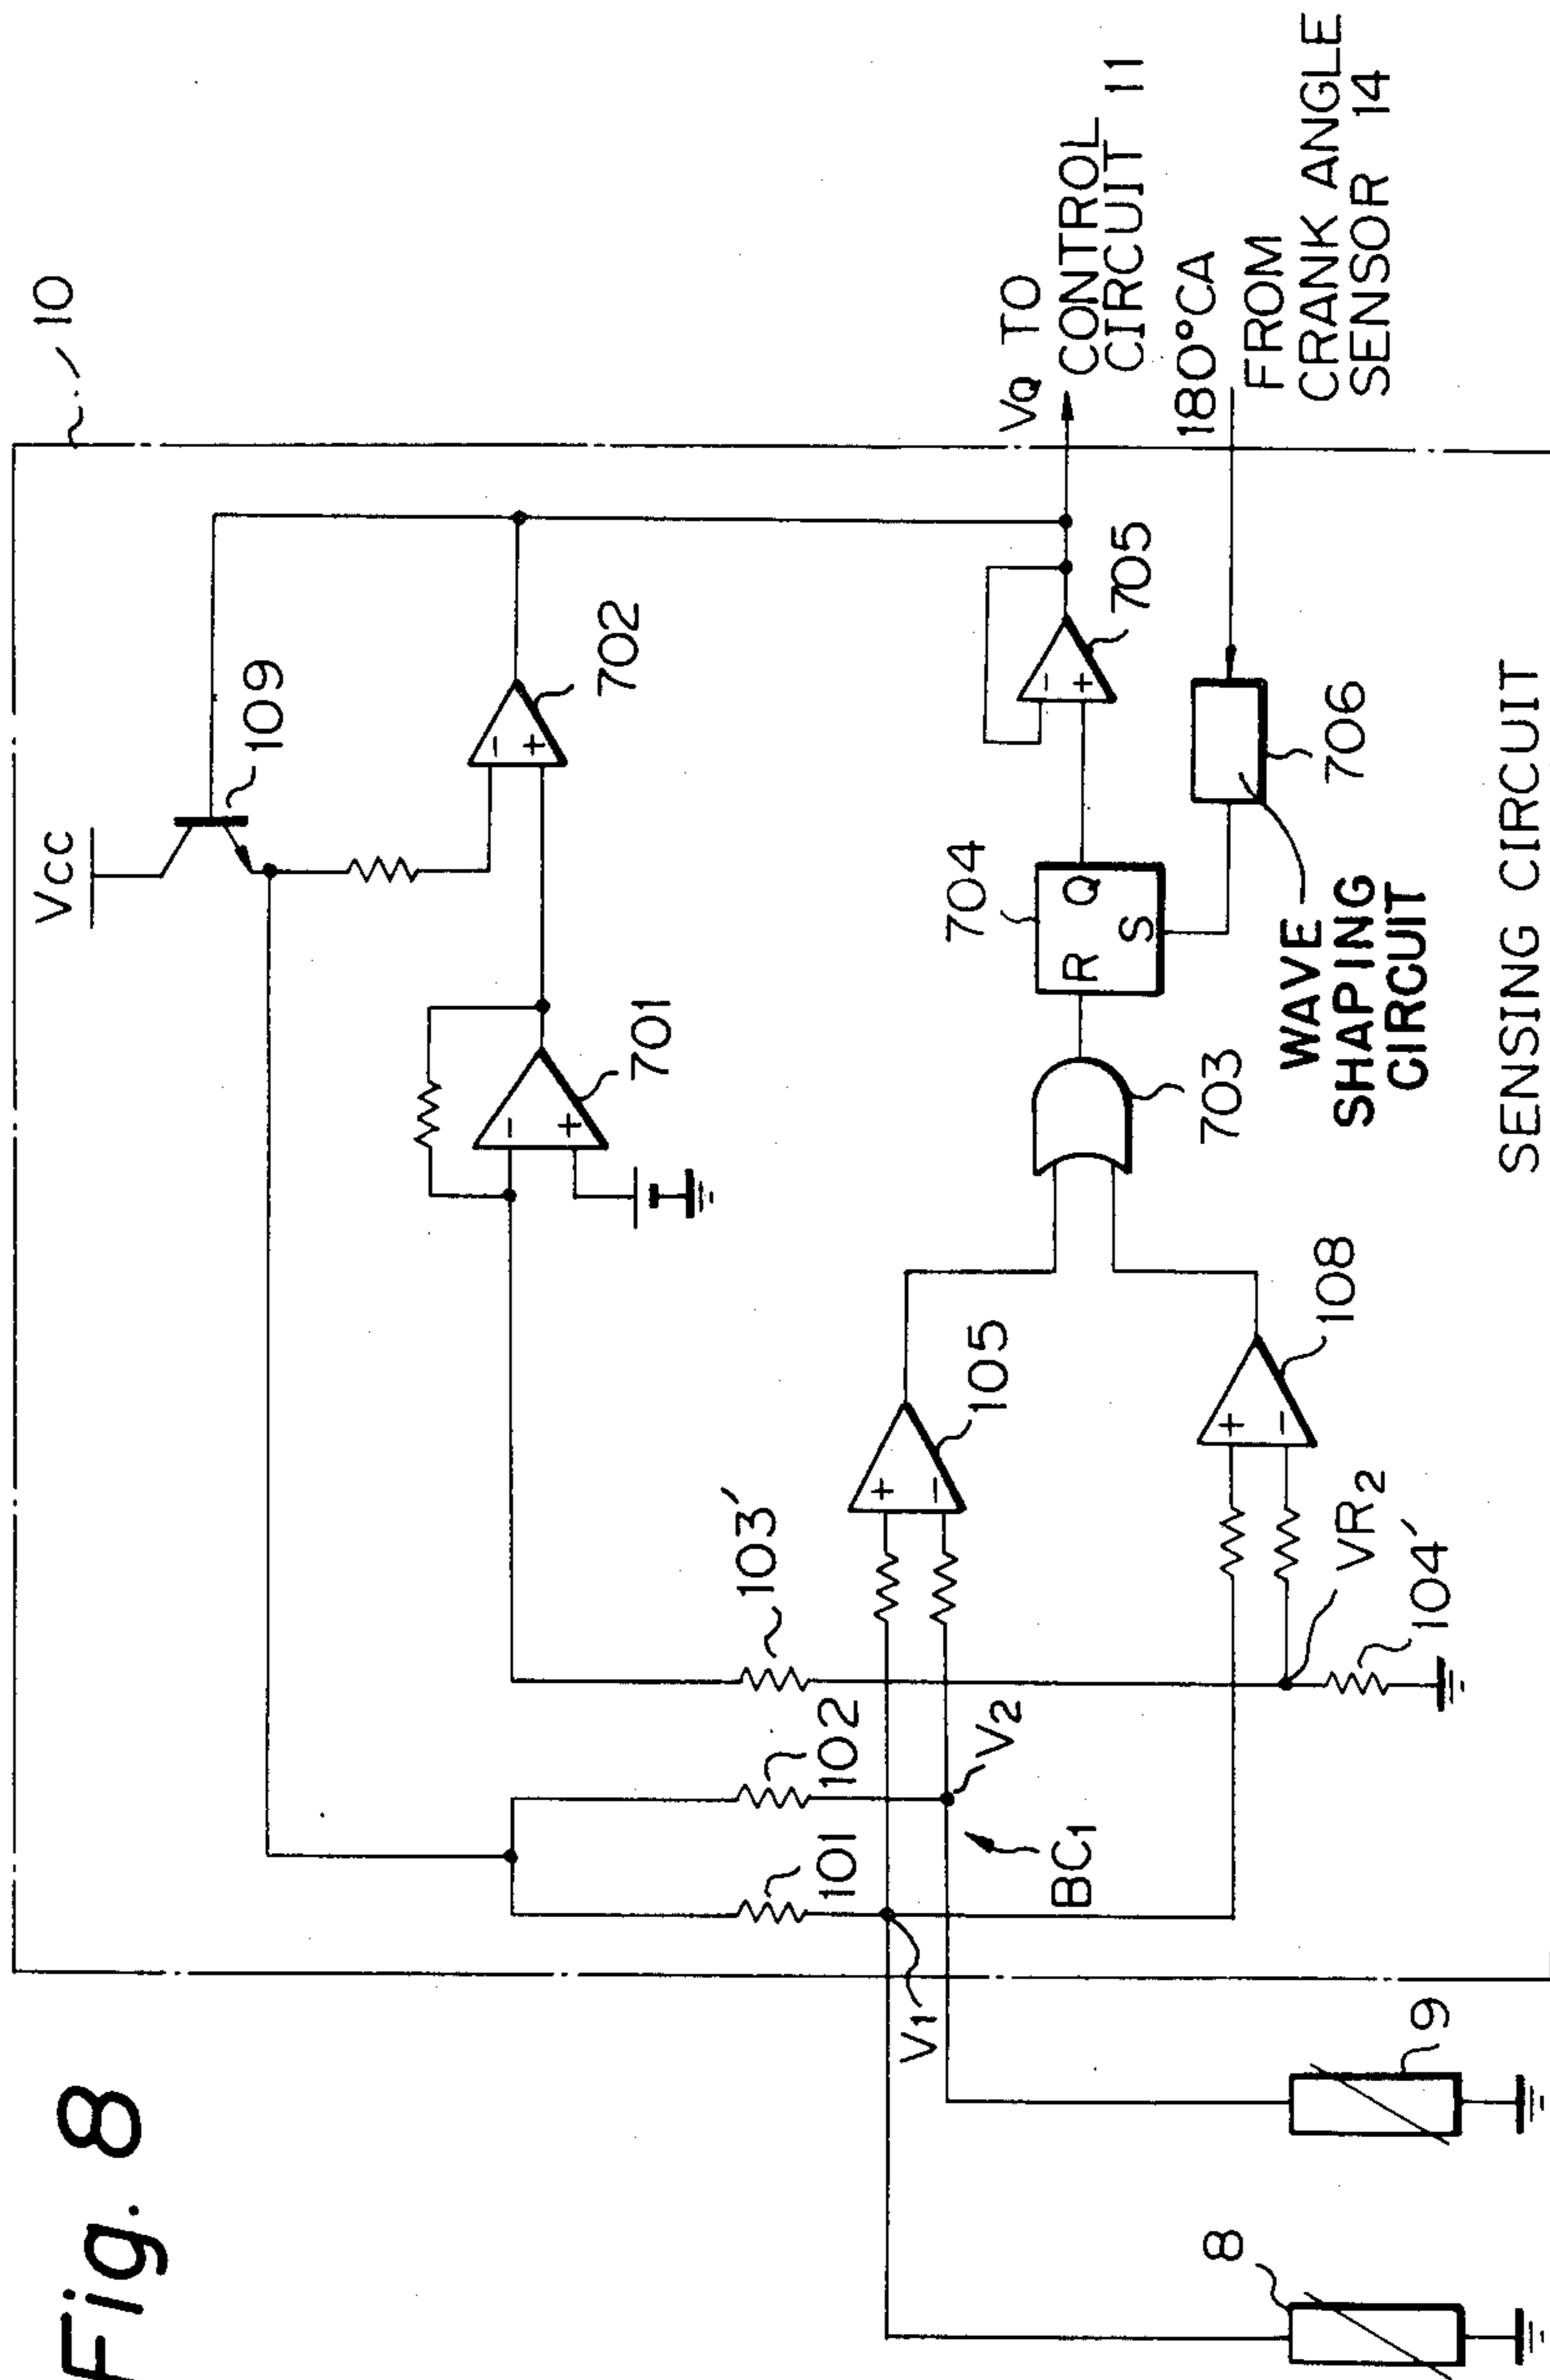 Fig. 8
10
Vcc
109
702
701
103'
102
101
V1
V2
BC1
105
108
VR2
104'
703
704
R
Q
S
705
706
WAVE
SHAPING
CIRCUIT
VQ TO
CONTROL
CIRCUIT 11
180°CA
FROM
CRANK ANGLE
SENSOR 14
8
9
SENSING CIRCUIT
-
+
-
+
+
-
+
-
-
+